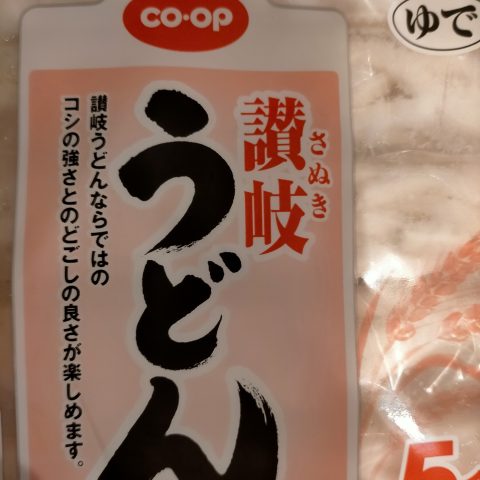 co·op
ゆで
讃岐
さぬき
うどん
讃岐うどんならではの
コシの強さとのどごしの良さが楽しめます。
5